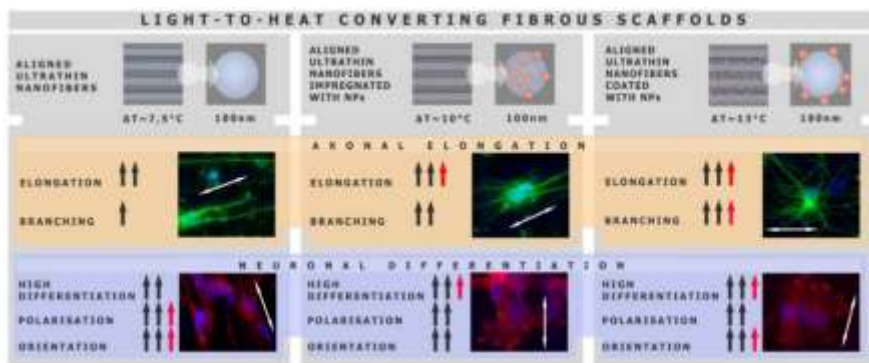 LIGHT-TO-HEAT CONVERTING FIBROUS SCAFFOLDS
ALIGNED
ULTRATHIN
NANOFIBERS
ΔT~7,5°C
100nm
ALIGNED
ULTRATHIN
NANOFIBERS
IMPREGNATED
WITH NPs
ΔT~10°C
100nm
ALIGNED
ULTRATHIN
NANOFIBERS
COATED
WITH NPs
ΔT~13°C
100nm
AXONAL ELONGATION
ELONGATION
BRANCHING
ELONGATION
BRANCHING
ELONGATION
BRANCHING
NEURONAL DIFFERENTIATION
HIGH
DIFFERENTIATION
POLARISATION
ORIENTATION
HIGH
DIFFERENTIATION
POLARISATION
ORIENTATION
HIGH
DIFFERENTIATION
POLARISATION
ORIENTATION